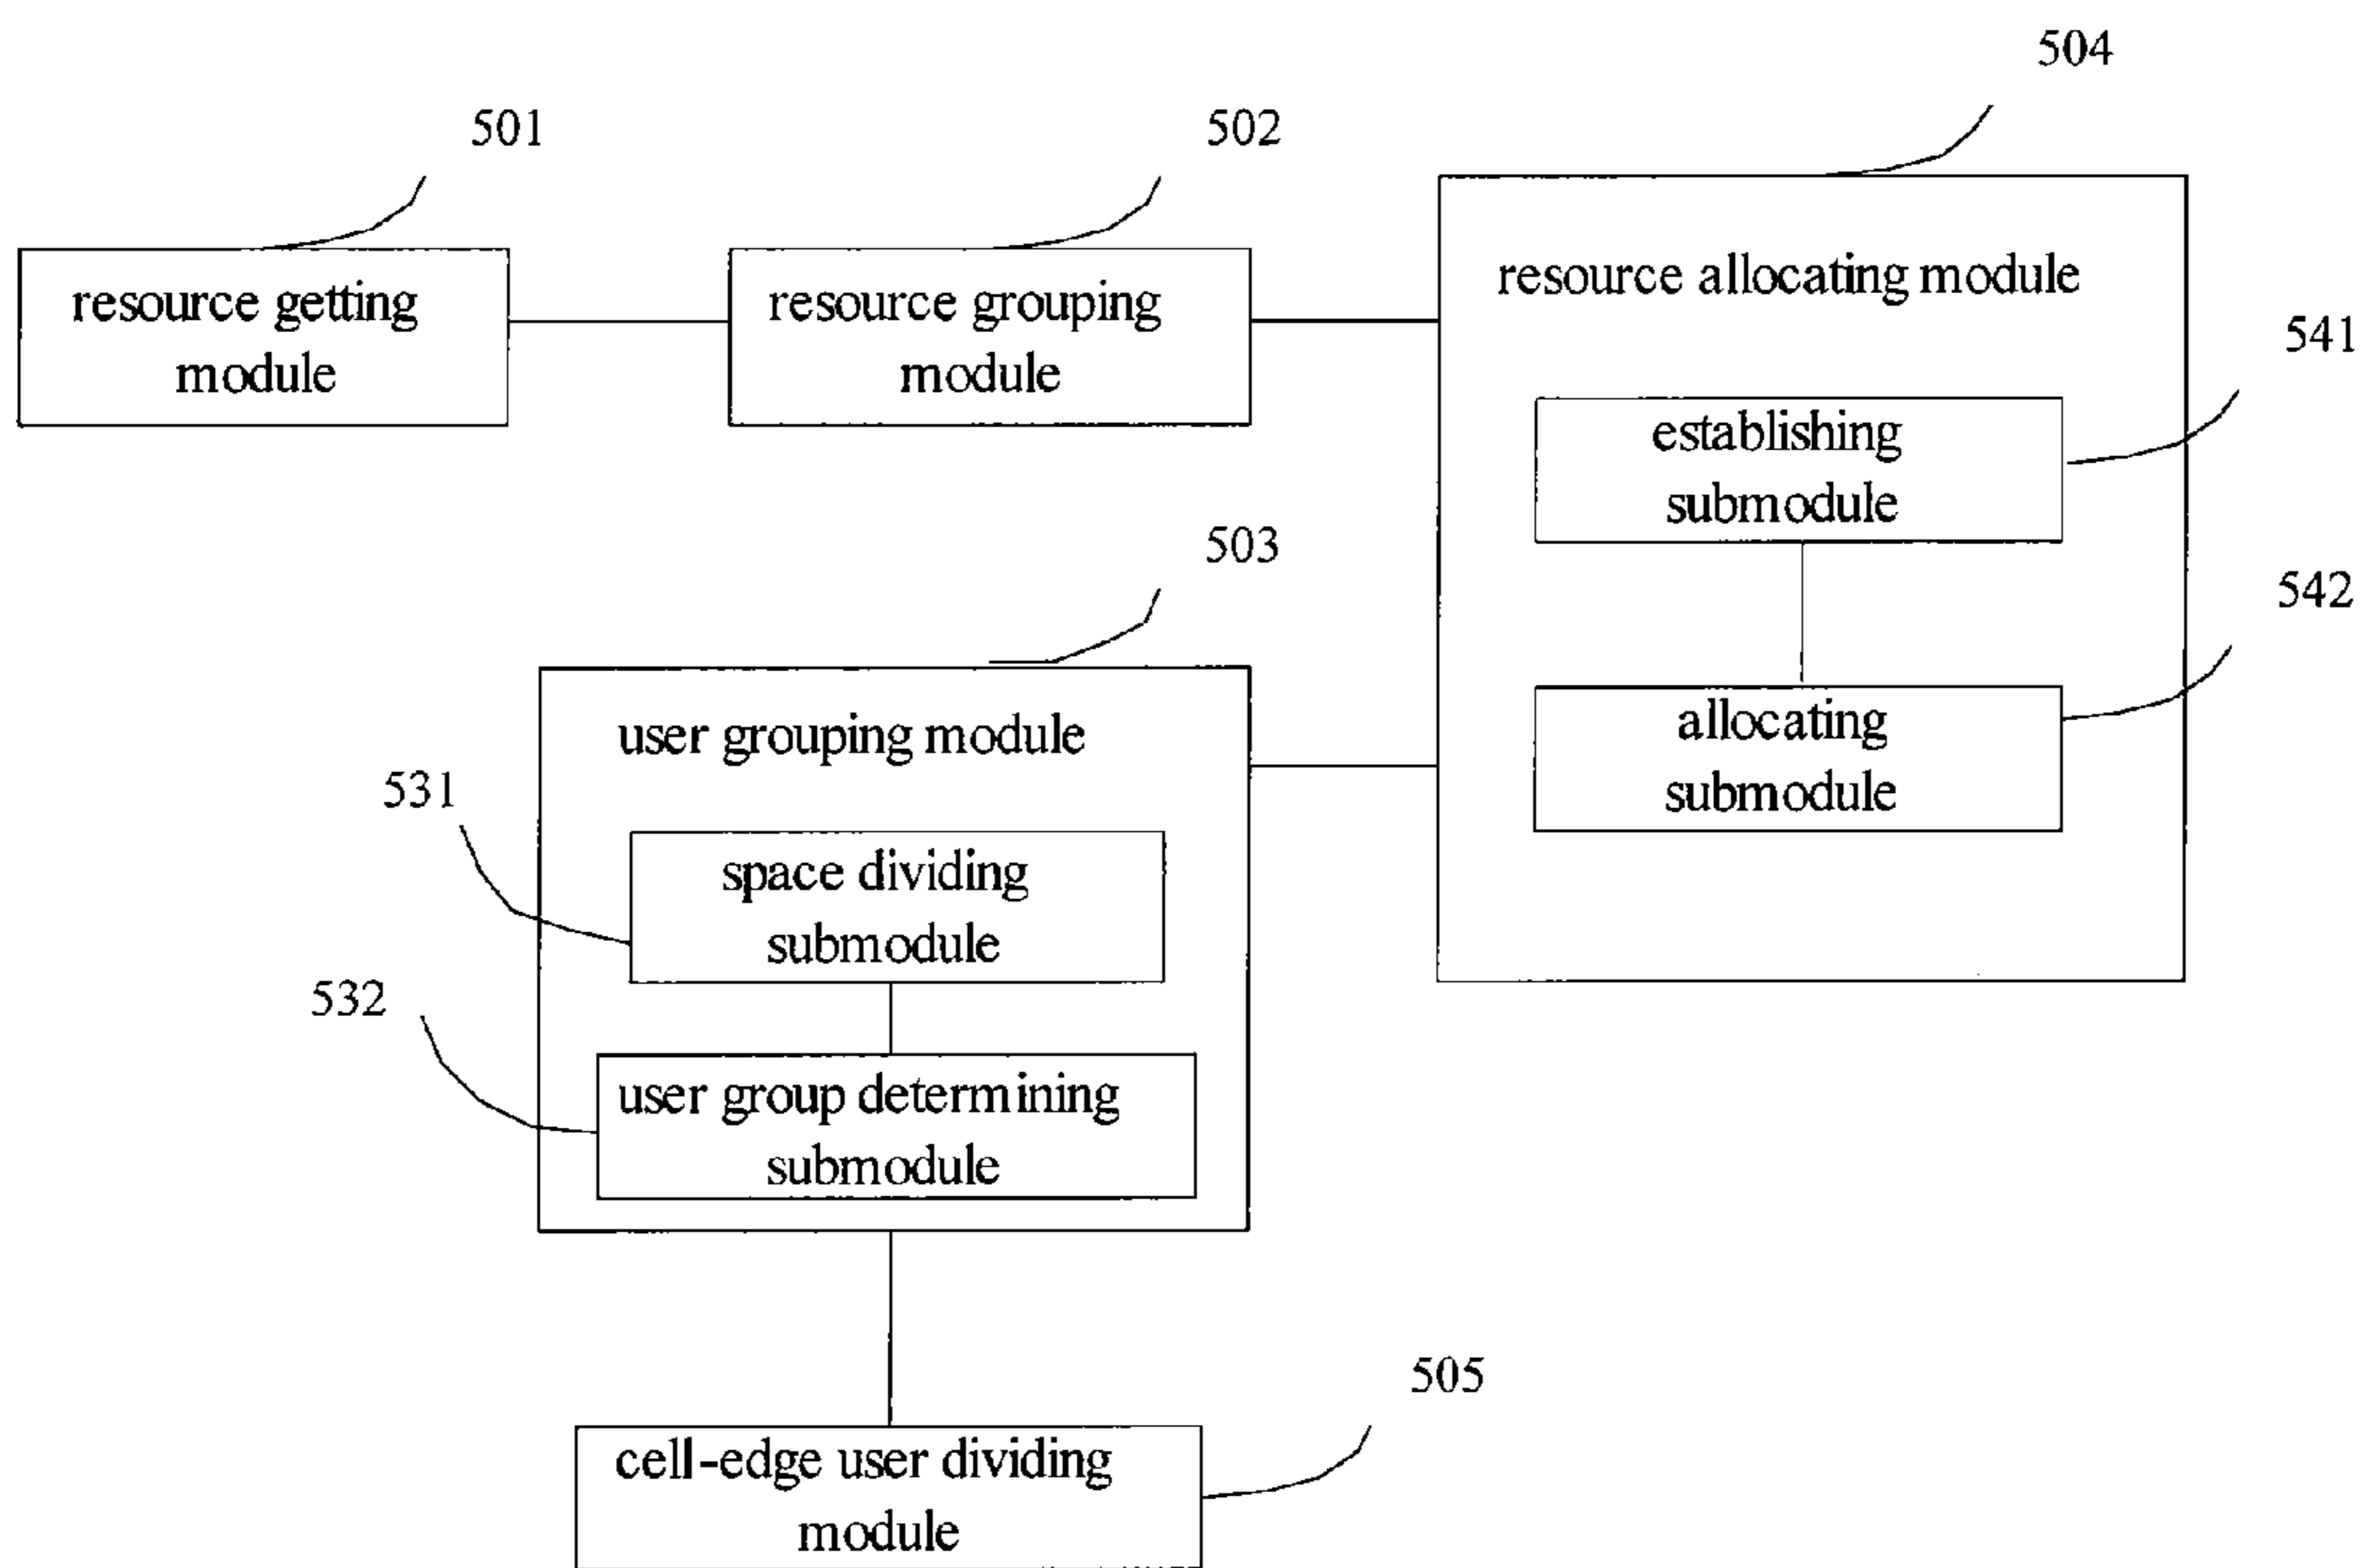 504
501
502
resource getting
module
resource grouping
module
resource allocating module
541
establishing
submodule
503
542
allocating
submodule
user grouping module
531
space dividing
submodule
532
user group determining
submodule
505
cell-edge user dividing
module